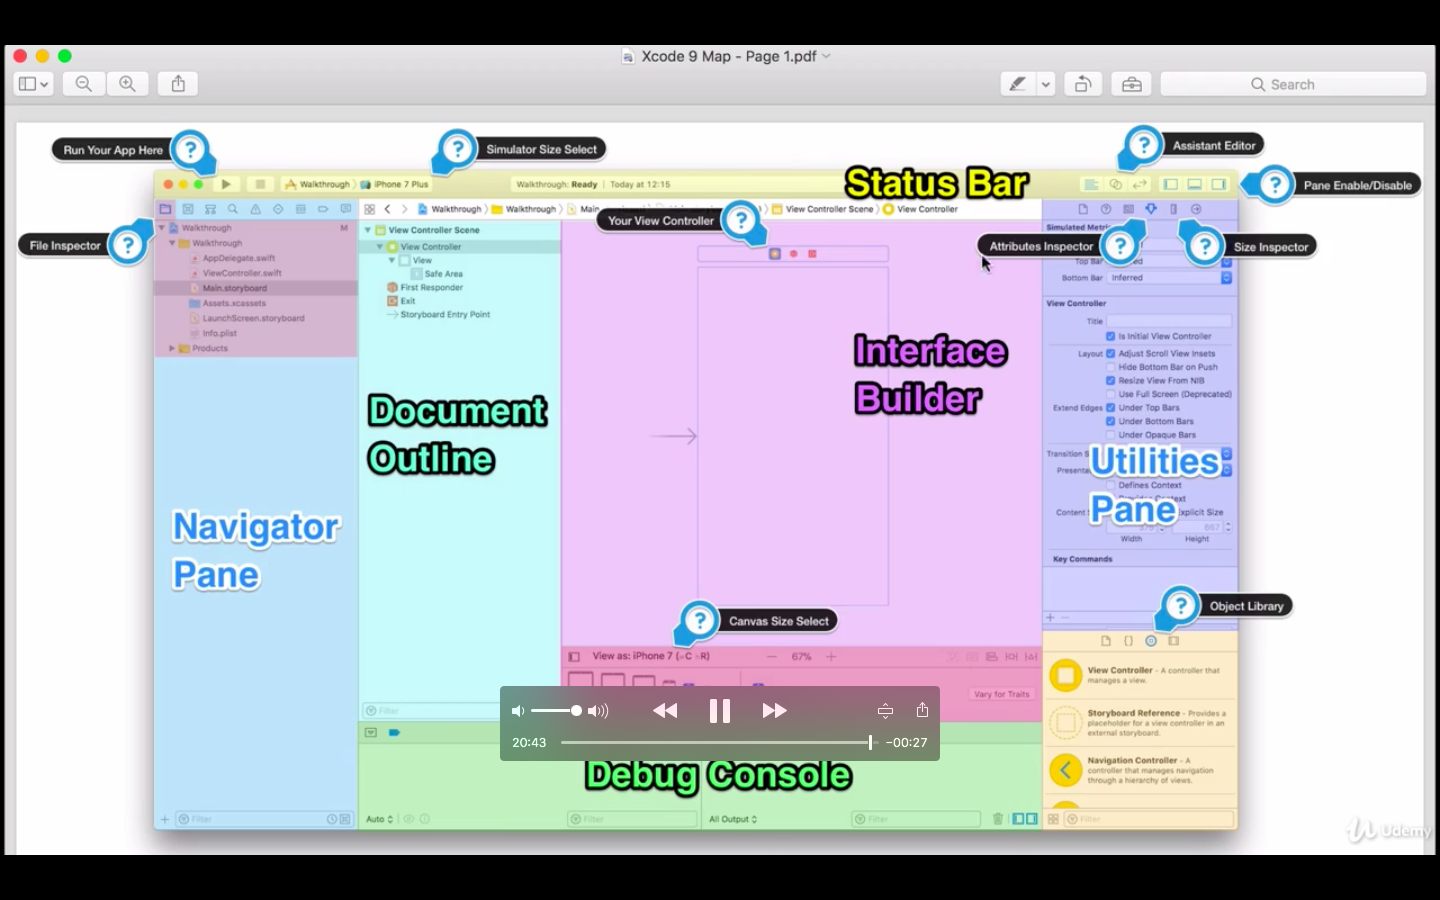 Xcode 9 Map - Page 1.pdf
Search
Run Your App Here
Simulator Size Select
Assistant Editor
Status Bar
Pane Enable/Disable
Walkthrough
iPhone 7 Plus
Walkthrough: Ready | Today at 12:15
Walkthrough
Walkthrough
Main
View Controller Scene
View Controller
Your View Controller
File Inspector
Attributes Inspector
Size Inspector
Walkthrough
M
Walkthrough
AppDelegate.swift
ViewController.swift
Main.storyboard
Assets.xcassets
LaunchScreen.storyboard
Info.plist
Products
View Controller Scene
View Controller
View
Safe Area
First Responder
Exit
Storyboard Entry Point
Top Bar
Bottom Bar Inferred
View Controller
Title
Is Initial View Controller
Layout Adjust Scroll View Insets
Hide Bottom Bar on Push
Resize View From NIB
Use Full Screen (Deprecated)
Extend Edges Under Top Bars
Under Bottom Bars
Under Opaque Bars
Defines Context
Explicit Size
667
Width Height
Key Commands
Interface
Builder
Document
Outline
Utilities
Pane
Navigator
Pane
Canvas Size Select
Object Library
View as: iPhone 7
67%
Vary for Traits
View Controller - A controller that
manages a view.
Storyboard Reference - Provides a
placeholder for a view controller in an
external storyboard.
Navigation Controller - A
controller that manages navigation
through a hierarchy of views.
Filter
20:43
-00:27
Debug Console
Filter
Auto
Filter
All Output
Filter
Filter
Udemy